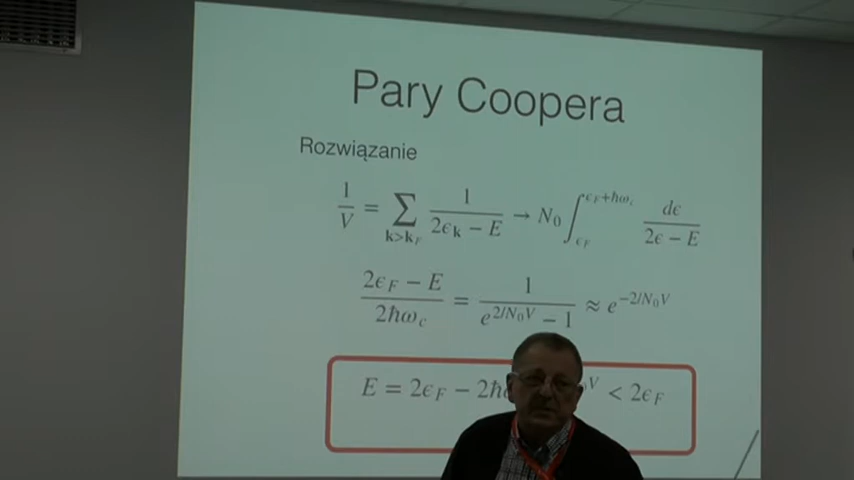 Pary Coopera
Rozwiązanie
1/V = ∑_{k>k_F} 1/(2ϵ_k − E) → N_0 ∫_{ϵ_F}^{ϵ_F+ℏω_c} dϵ/(2ϵ − E)
(2ϵ_F − E)/(2ℏω_c) = 1/(e^{2/N_0V} − 1) ≈ e^{−2/N_0V}
E = 2ϵ_F − 2ℏ V < 2ϵ_F